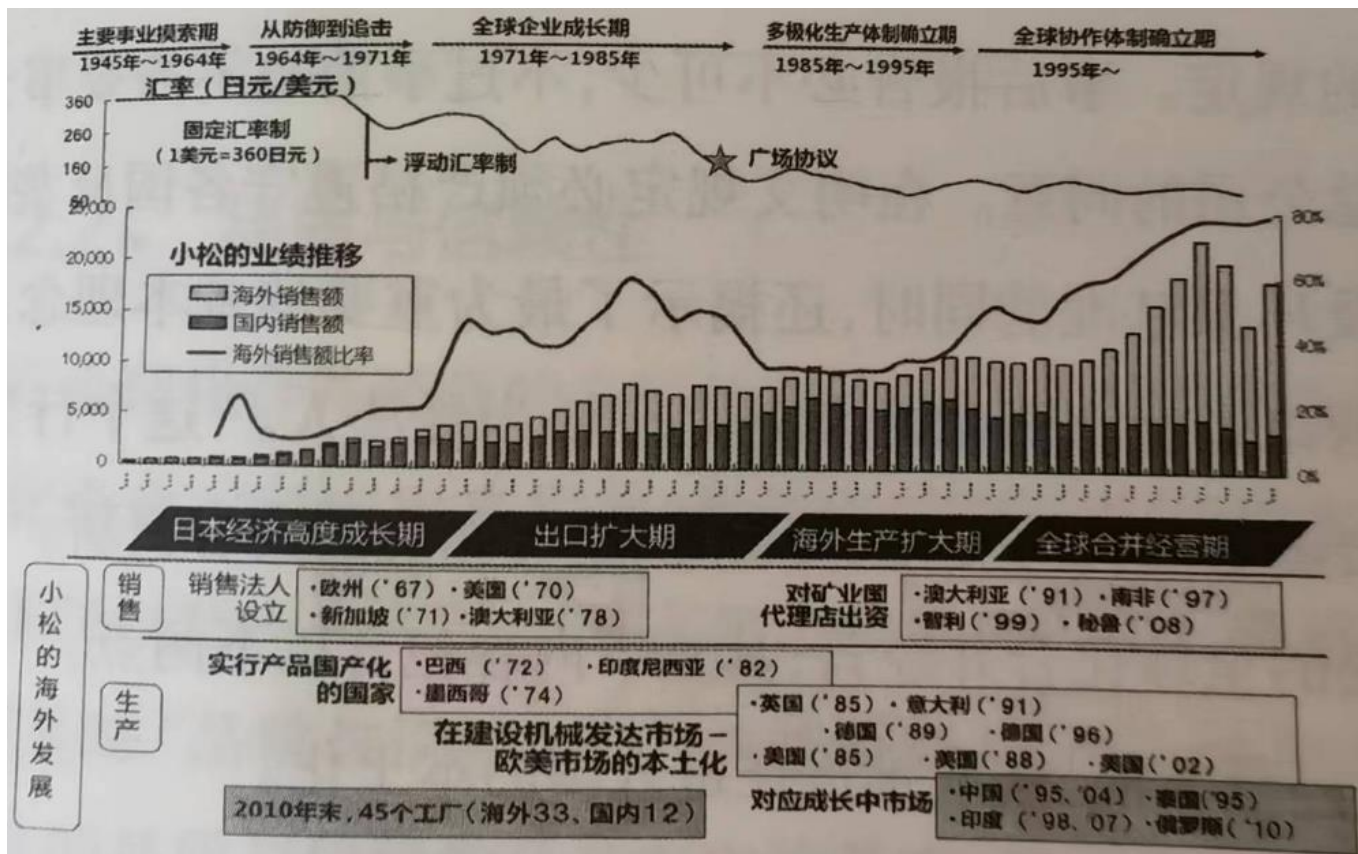 主要事业摸索期
1945年～1964年
从防御到追击
1964年～1971年
全球企业成长期
1971年～1985年
多极化生产体制确立期
1985年～1995年
全球协作体制确立期
1995年～
汇率（日元/美元）
360
260
160
60
固定汇率制
（1美元=360日元）
浮动汇率制
广场协议
25,000
20,000
15,000
10,000
5,000
0
小松的业绩推移
海外销售额
国内销售额
海外销售额比率
80%
60%
40%
20%
0%
日本经济高度成长期
出口扩大期
海外生产扩大期
全球合并经营期
小松的海外发展
销售
销售法人
设立
·欧州（'67）·美国（'70）
·新加坡（'71）·澳大利亚（'78）
对矿业国
代理店出资
·澳大利亚（'91）·南非（'97）
·智利（'99）·秘鲁（'08）
生产
实行产品国产化
的国家
·巴西（'72）·印度尼西亚（'82）
·墨西哥（'74）
在建设机械发达市场－
欧美市场的本土化
·英国（'85）·意大利（'91）
·德国（'89）·德国（'96）
·美国（'85）·美国（'88）·美国（'02）
2010年末，45个工厂（海外33、国内12）
对应成长中市场
·中国（'95、'04）·泰国（'95）
·印度（'98、'07）·俄罗斯（'10）